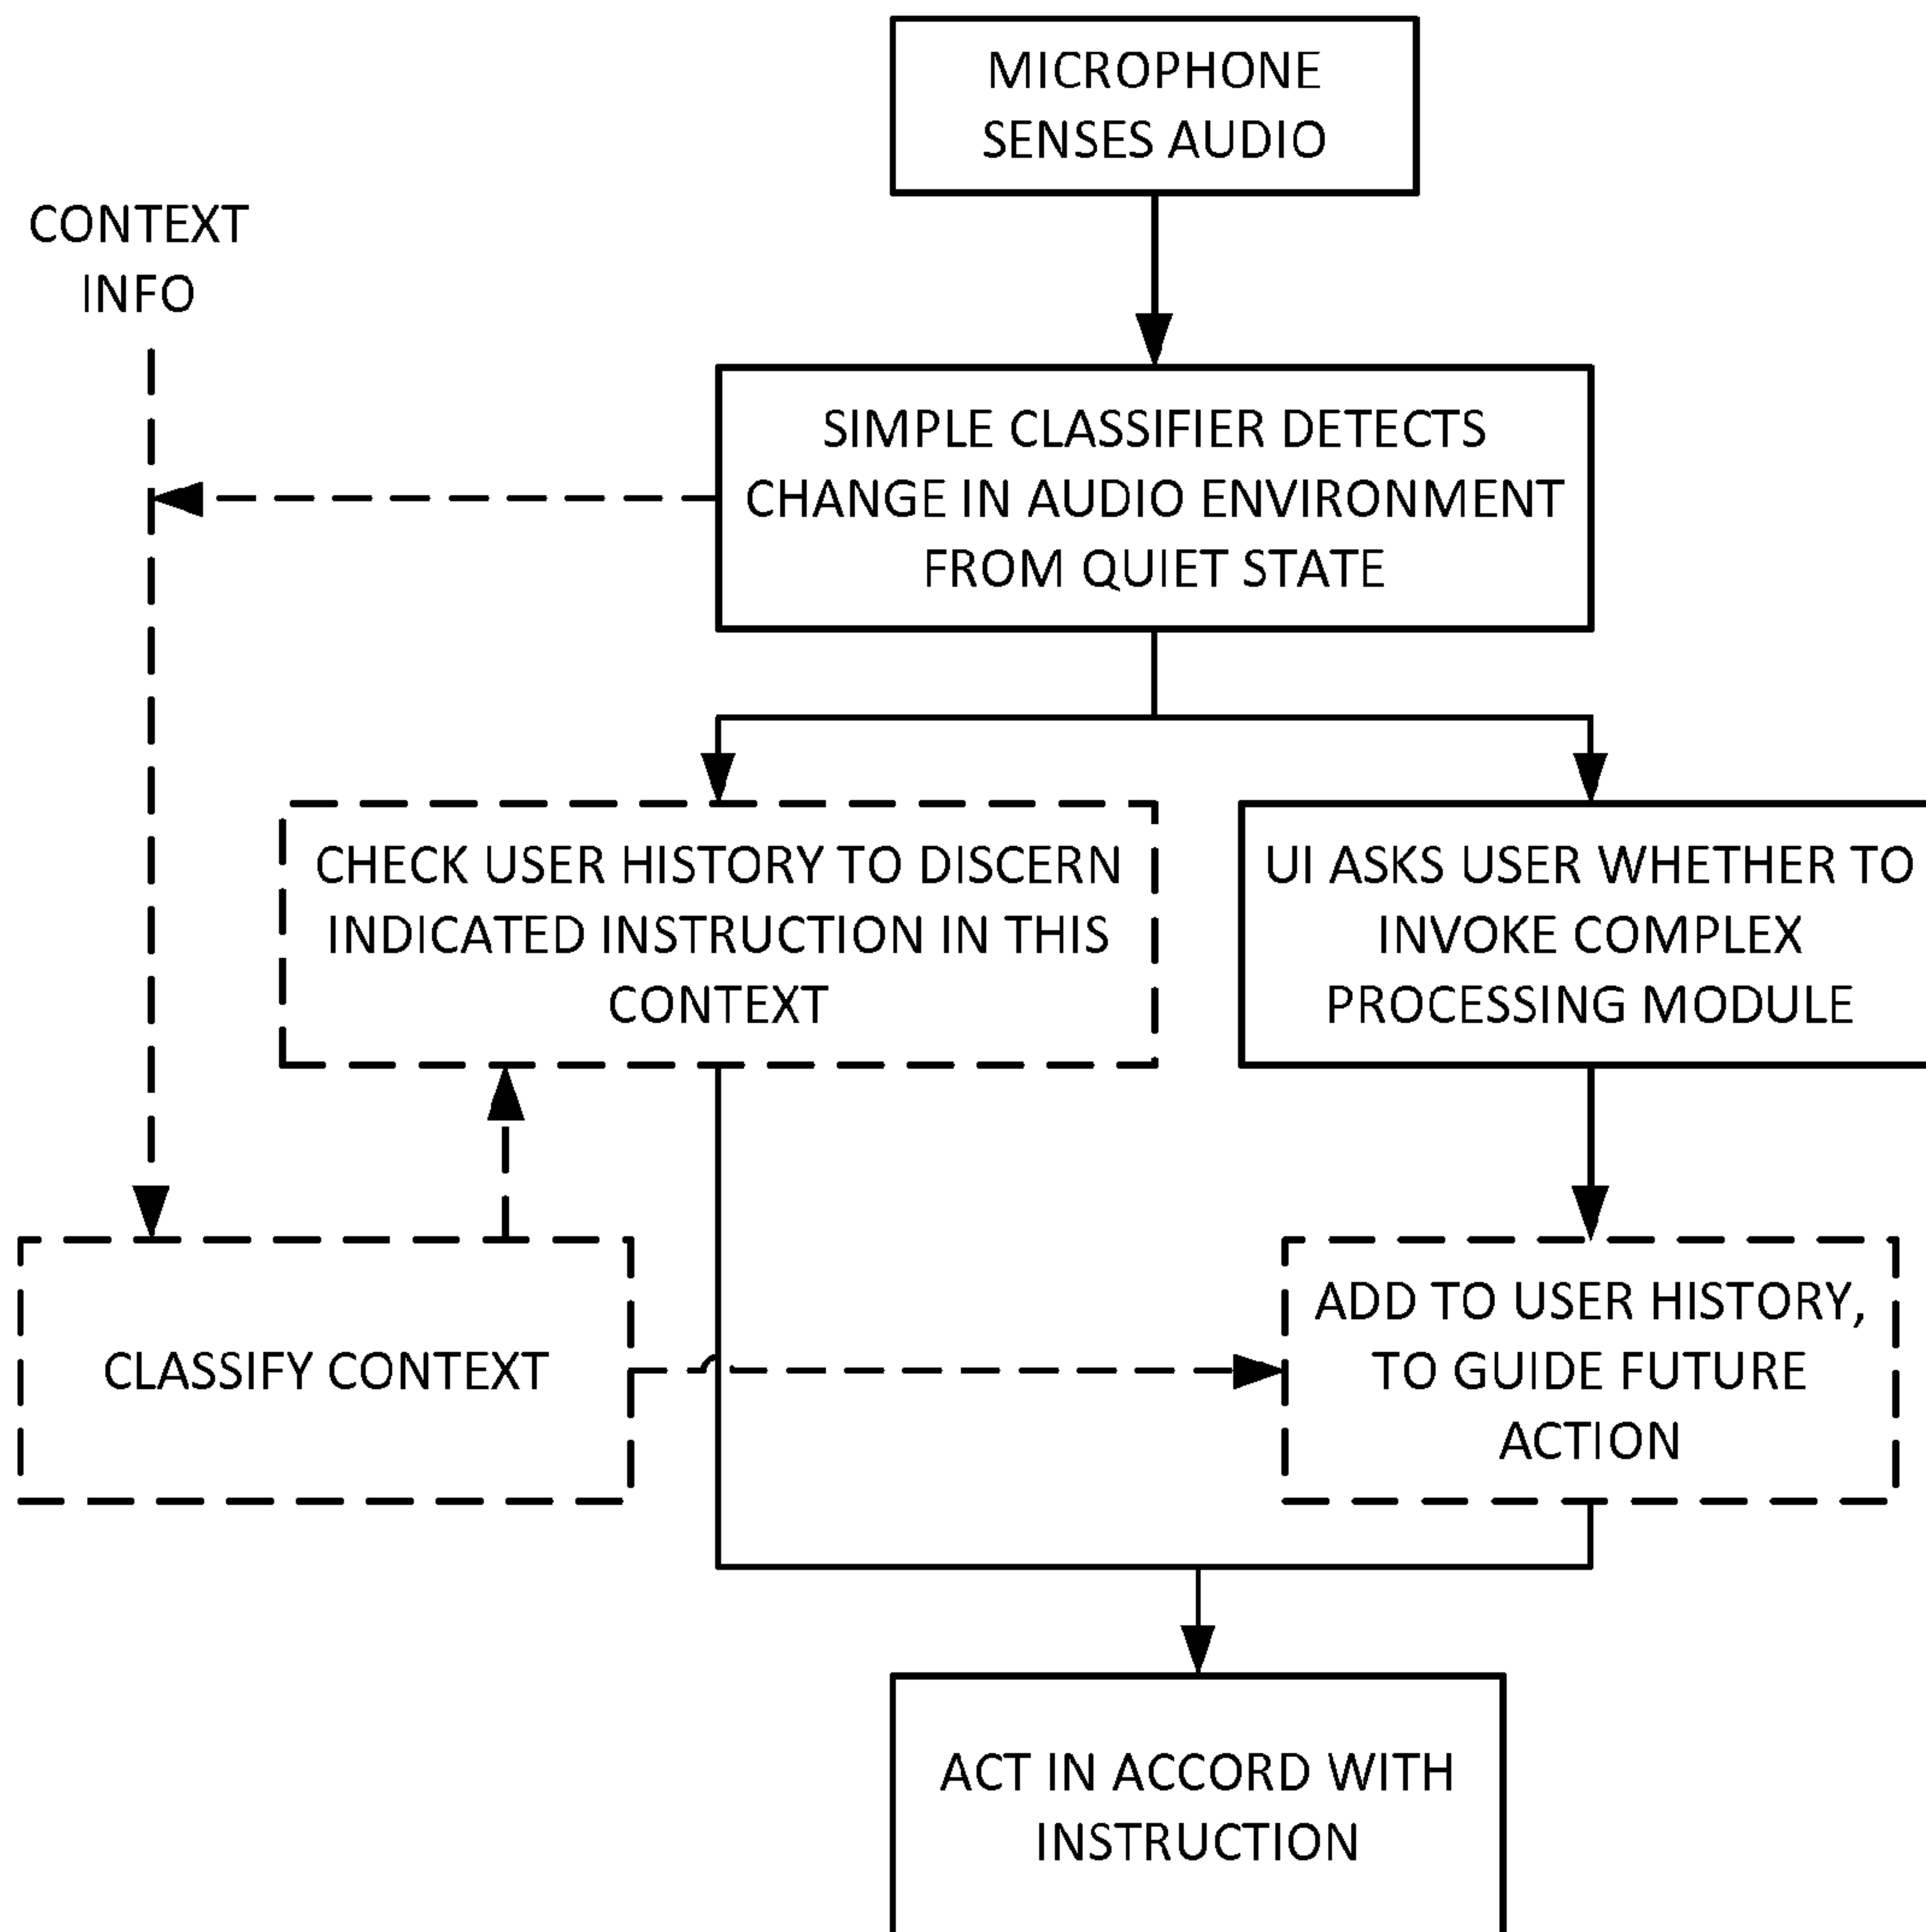 MICROPHONE
SENSES AUDIO
CONTEXT
INFO
SIMPLE CLASSIFIER DETECTS
CHANGE IN AUDIO ENVIRONMENT
FROM QUIET STATE
CHECK USER HISTORY TO DISCERN
INDICATED INSTRUCTION IN THIS
CONTEXT
UI ASKS USER WHETHER TO
INVOKE COMPLEX
PROCESSING MODULE
CLASSIFY CONTEXT
ADD TO USER HISTORY,
TO GUIDE FUTURE
ACTION
ACT IN ACCORD WITH
INSTRUCTION